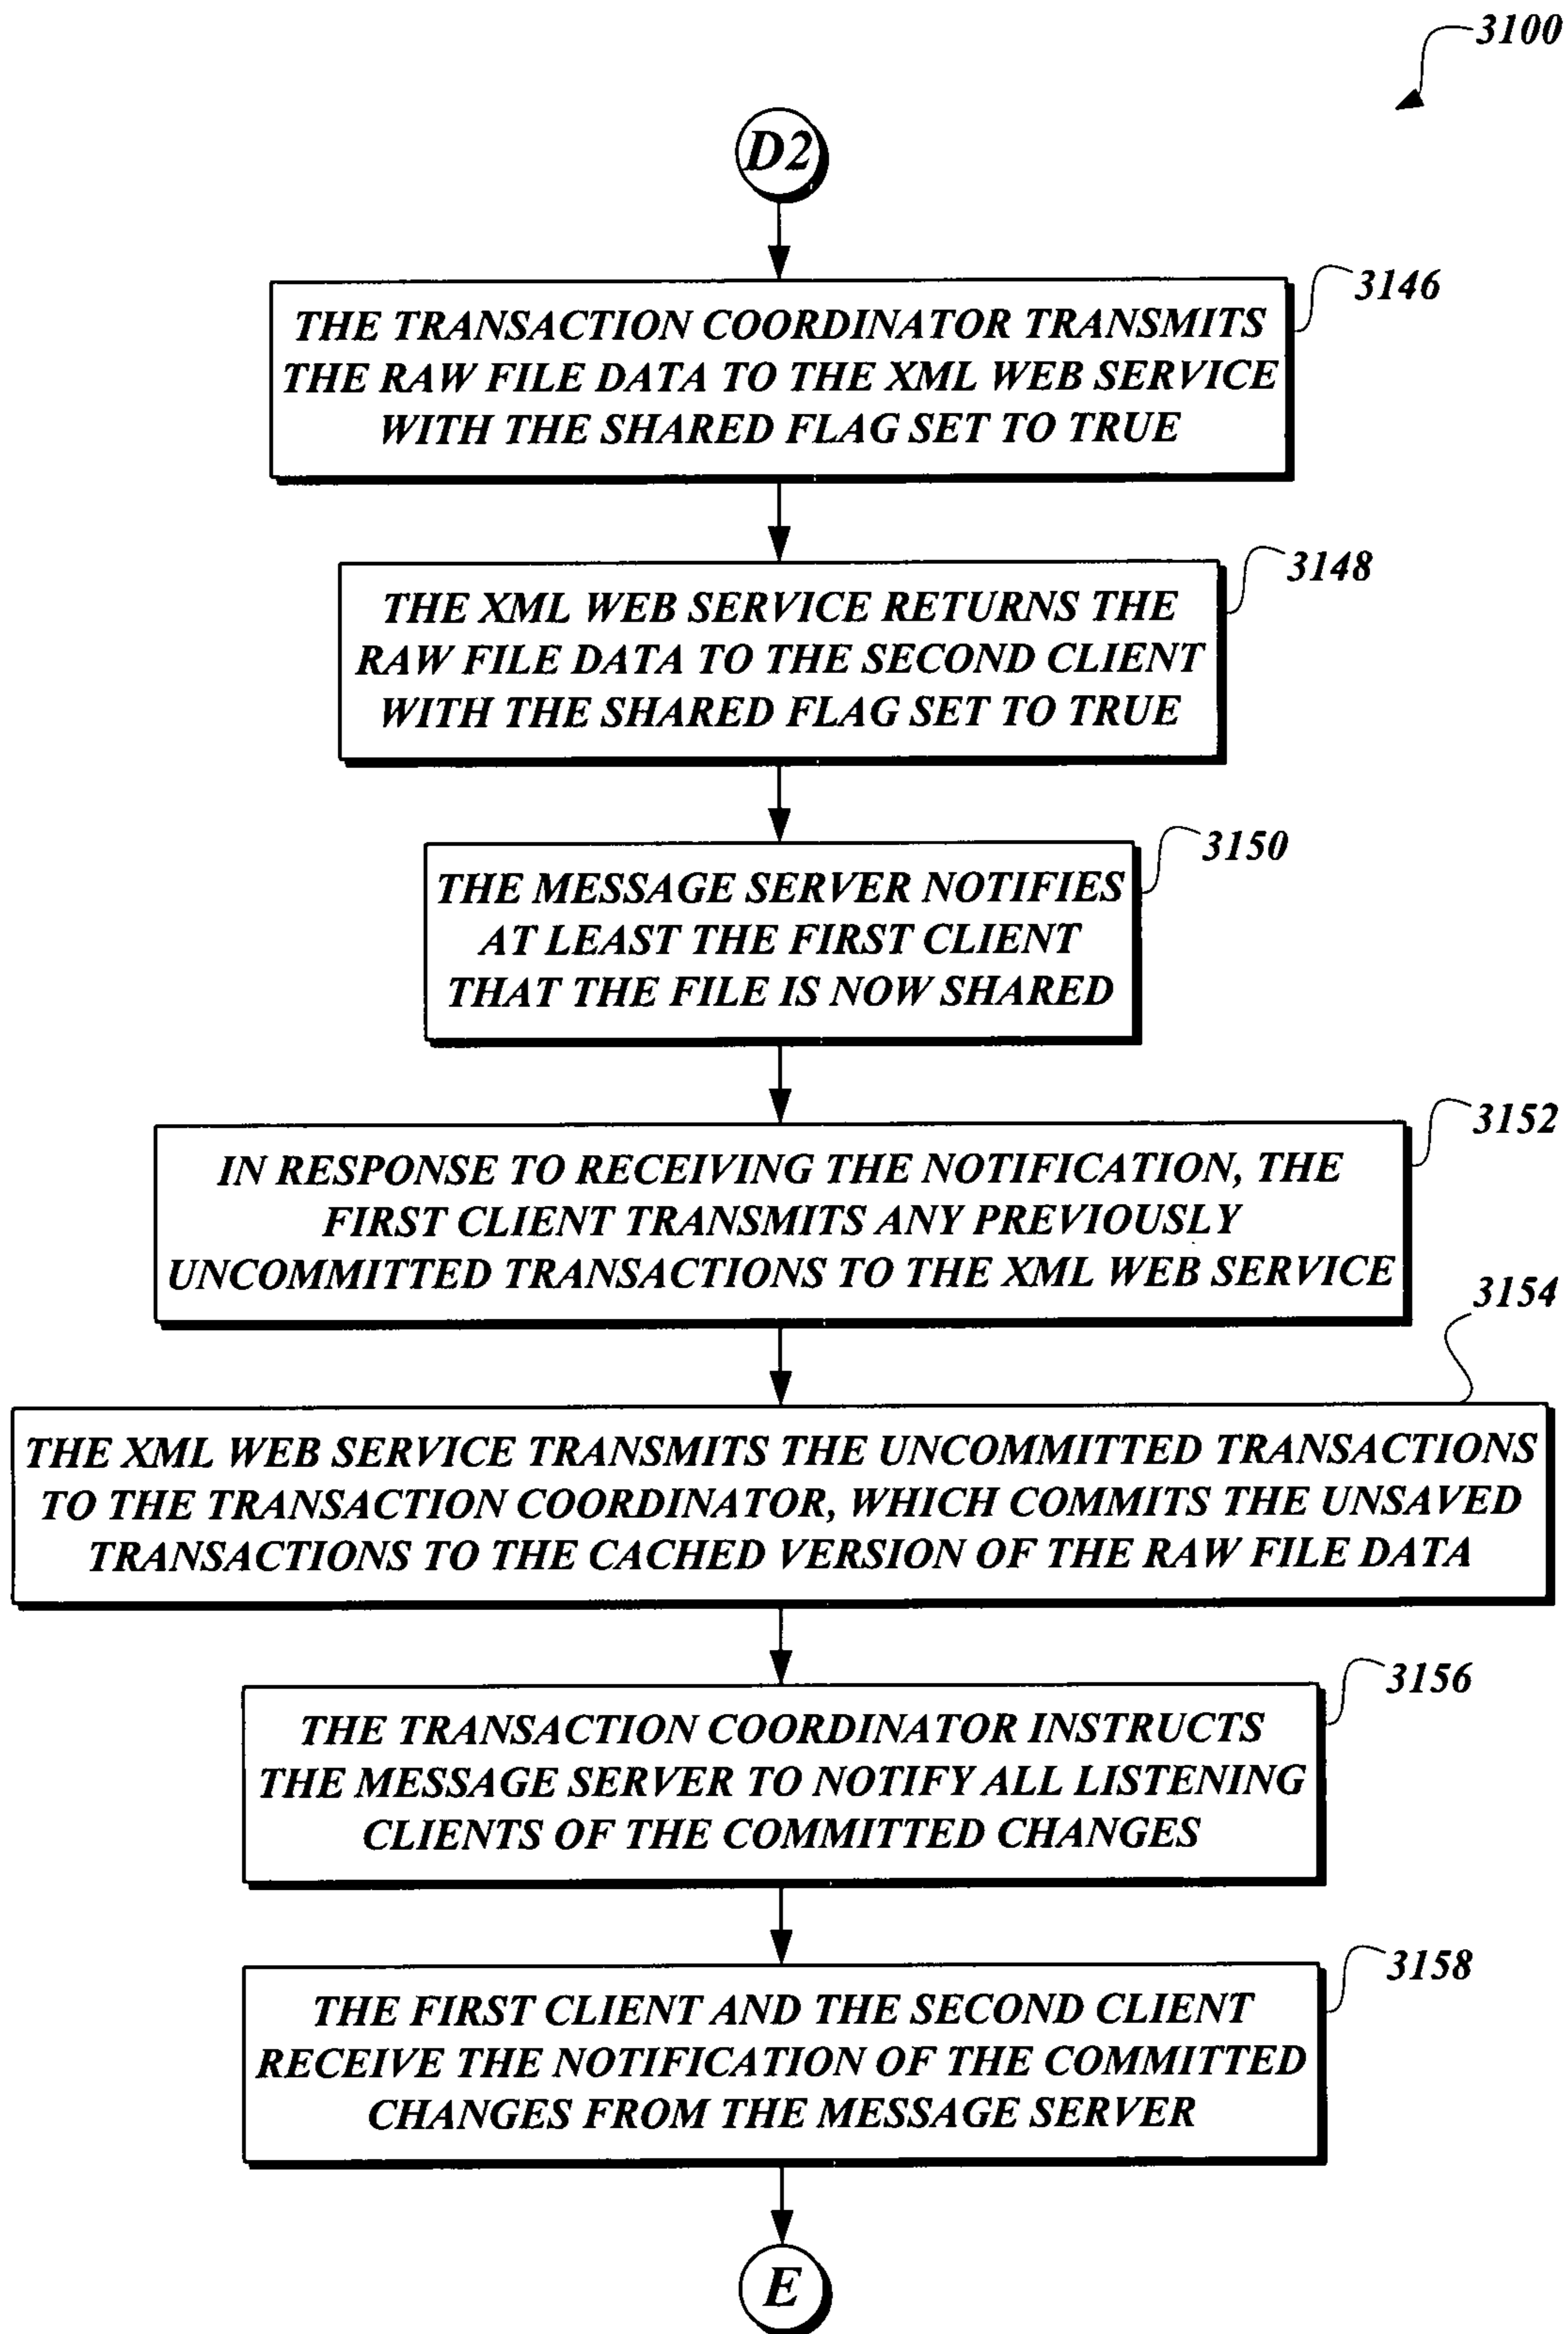 3100
D2
3146
THE TRANSACTION COORDINATOR TRANSMITS
THE RAW FILE DATA TO THE XML WEB SERVICE
WITH THE SHARED FLAG SET TO TRUE
3148
THE XML WEB SERVICE RETURNS THE
RAW FILE DATA TO THE SECOND CLIENT
WITH THE SHARED FLAG SET TO TRUE
3150
THE MESSAGE SERVER NOTIFIES
AT LEAST THE FIRST CLIENT
THAT THE FILE IS NOW SHARED
3152
IN RESPONSE TO RECEIVING THE NOTIFICATION, THE
FIRST CLIENT TRANSMITS ANY PREVIOUSLY
UNCOMMITTED TRANSACTIONS TO THE XML WEB SERVICE
3154
THE XML WEB SERVICE TRANSMITS THE UNCOMMITTED TRANSACTIONS
TO THE TRANSACTION COORDINATOR, WHICH COMMITS THE UNSAVED
TRANSACTIONS TO THE CACHED VERSION OF THE RAW FILE DATA
3156
THE TRANSACTION COORDINATOR INSTRUCTS
THE MESSAGE SERVER TO NOTIFY ALL LISTENING
CLIENTS OF THE COMMITTED CHANGES
3158
THE FIRST CLIENT AND THE SECOND CLIENT
RECEIVE THE NOTIFICATION OF THE COMMITTED
CHANGES FROM THE MESSAGE SERVER
E